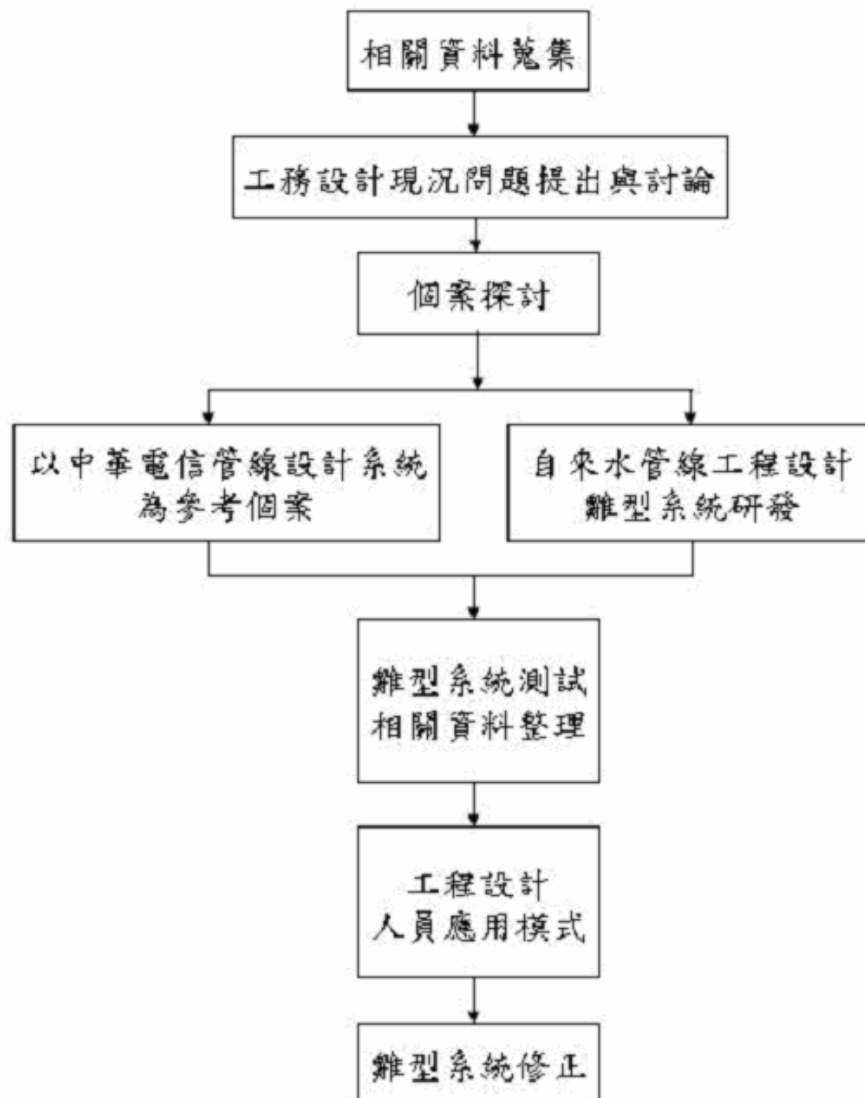 相關資料蒐集
工務設計現況問題提出與討論
個案探討
以中華電信管線設計系統
為參考個案
自來水管線工程設計
雛型系統研發
雛型系統測試
相關資料整理
工程設計
人員應用模式
雛型系統修正